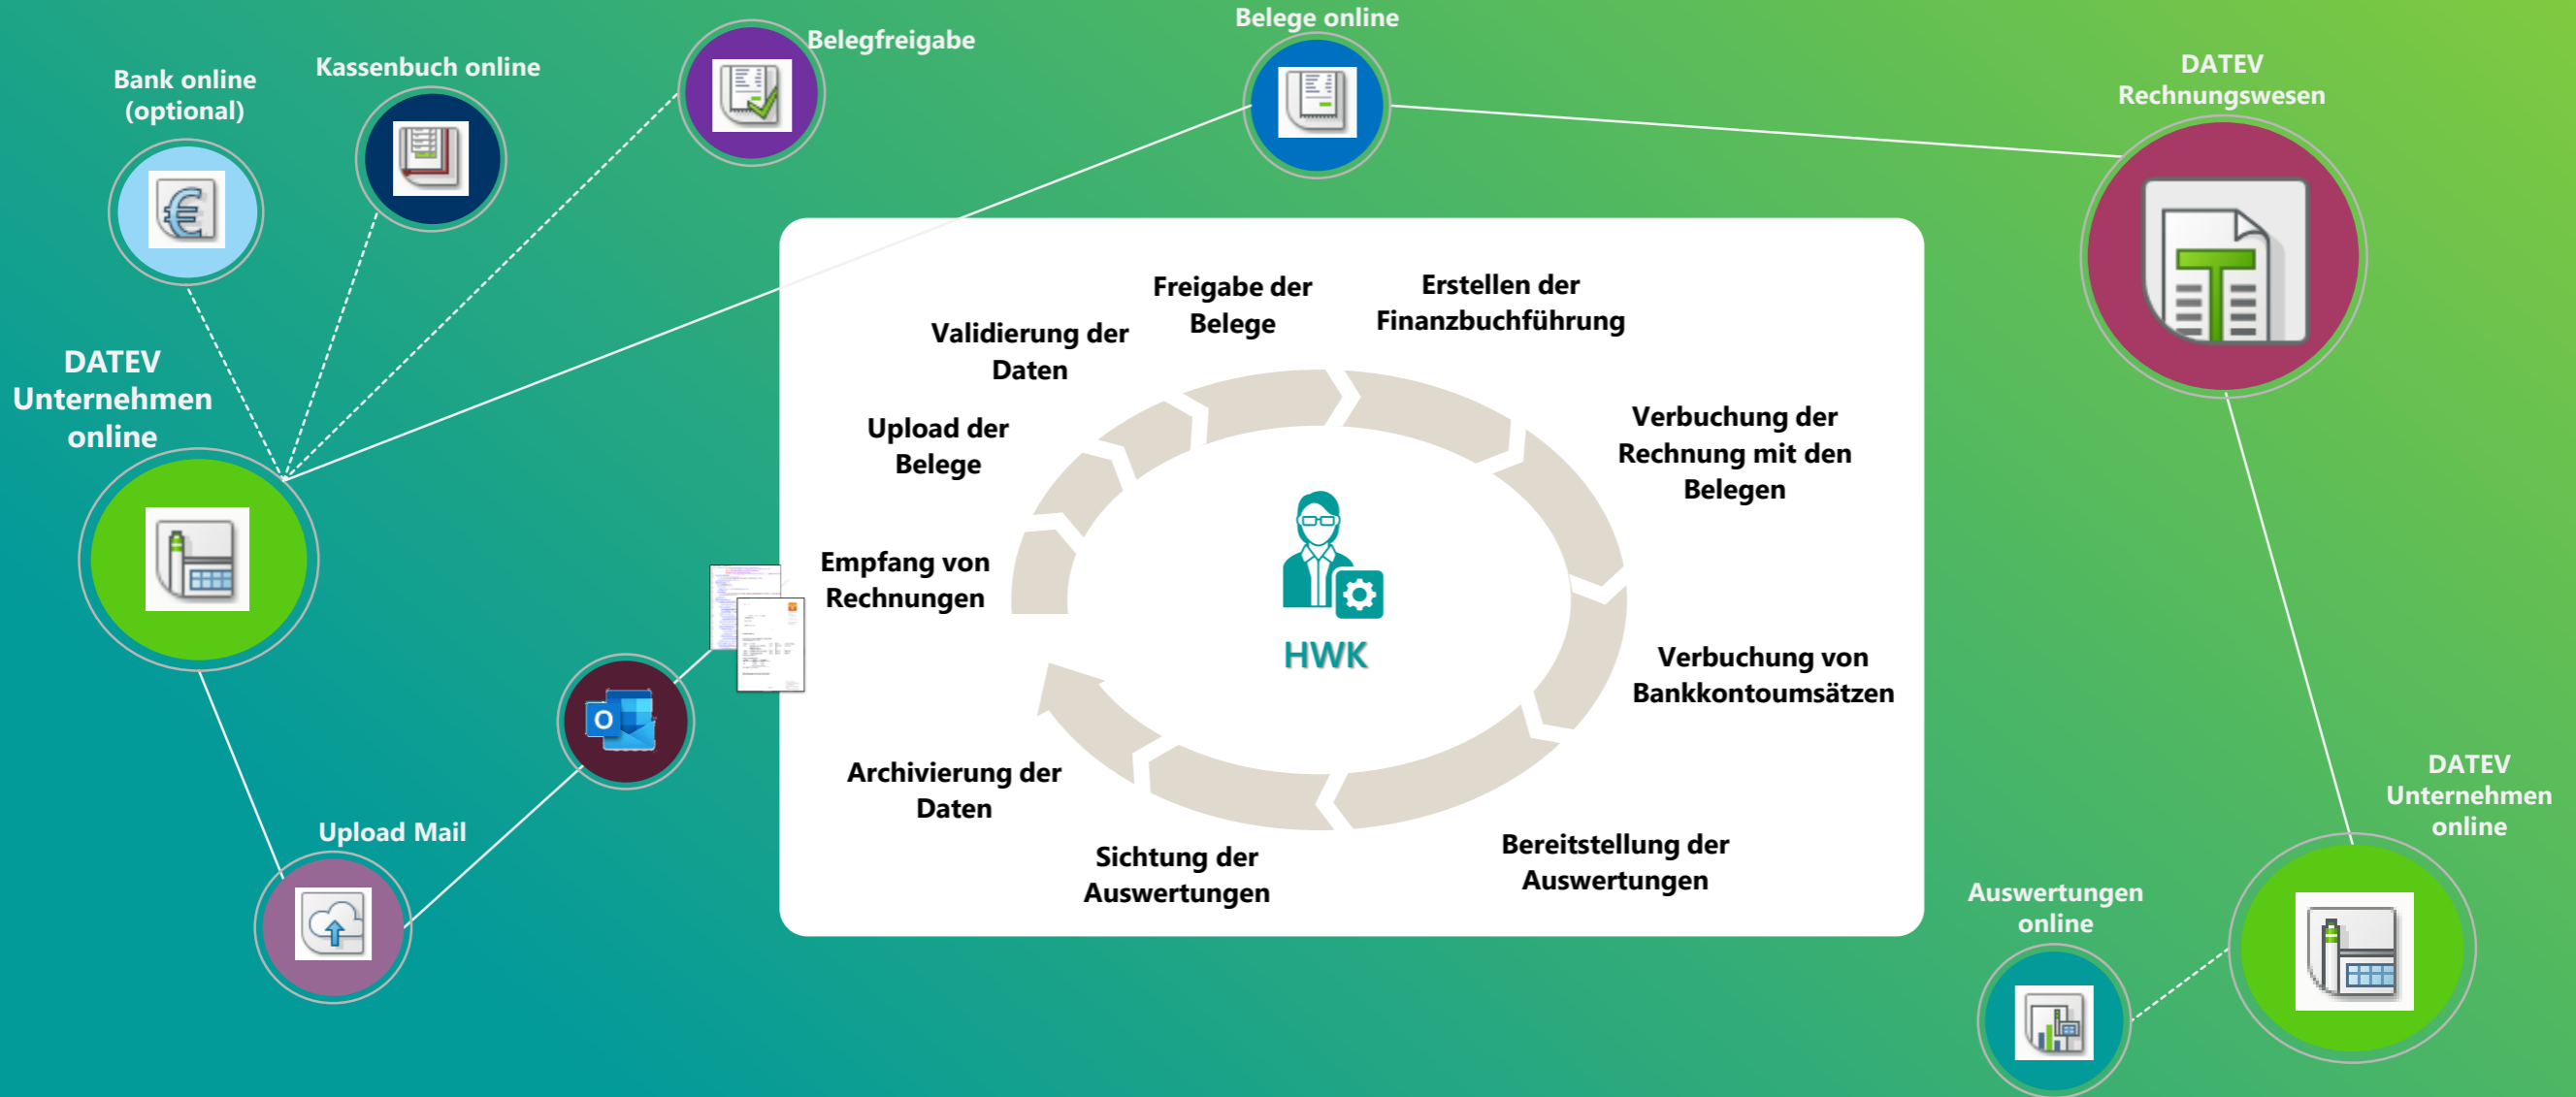 Belege online
Belegfreigabe
Kassenbuch online
Bank online
(optional)
DATEV
Rechnungswesen
DATEV
Unternehmen
online
Freigabe der
Belege
Erstellen der
Finanzbuchführung
Validierung der
Daten
Upload der
Belege
Verbuchung der
Rechnung mit den
Belegen
Empfang von
Rechnungen
HWK
Verbuchung von
Bankkontoumsätzen
Archivierung der
Daten
Sichtung der
Auswertungen
Bereitstellung der
Auswertungen
O
Upload Mail
DATEV
Unternehmen
online
Auswertungen
online